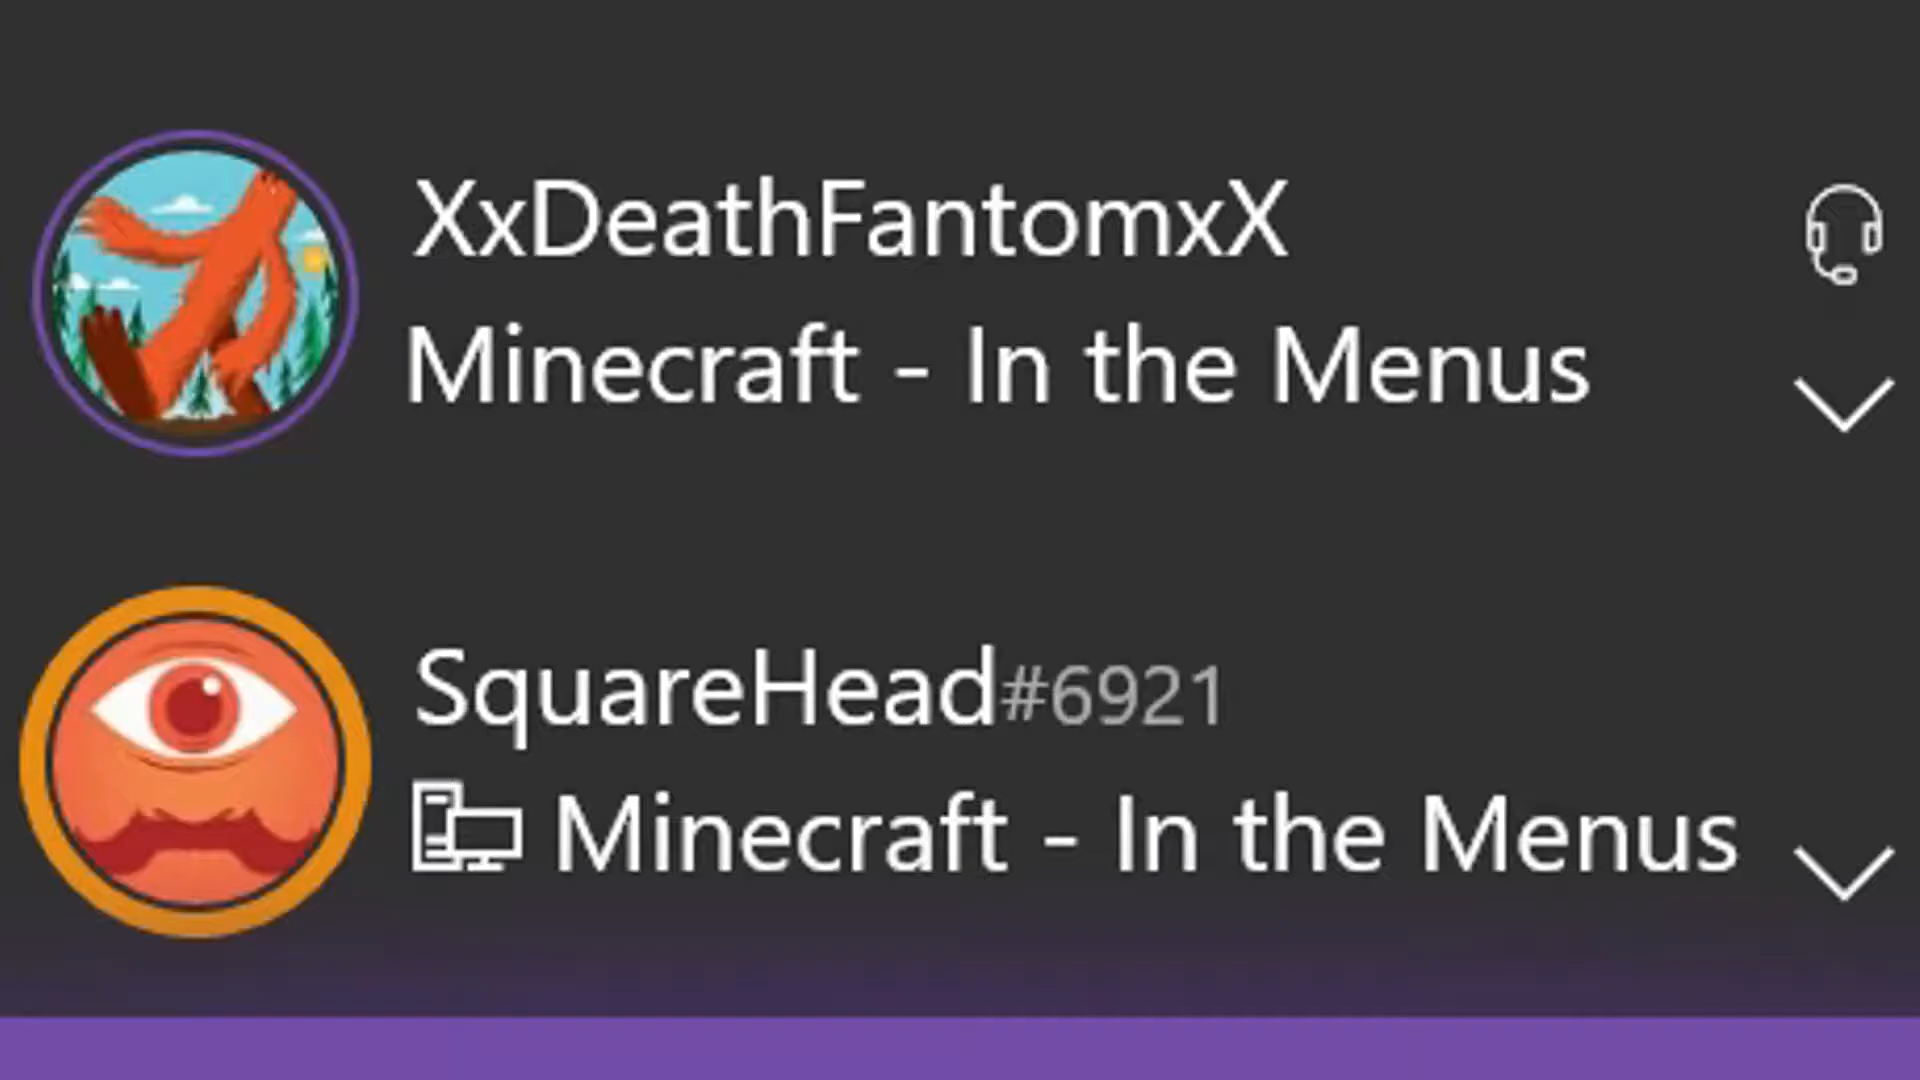 XxDeathFantomxX
Minecraft - In the Menus
SquareHead#6921
Minecraft - In the Menus